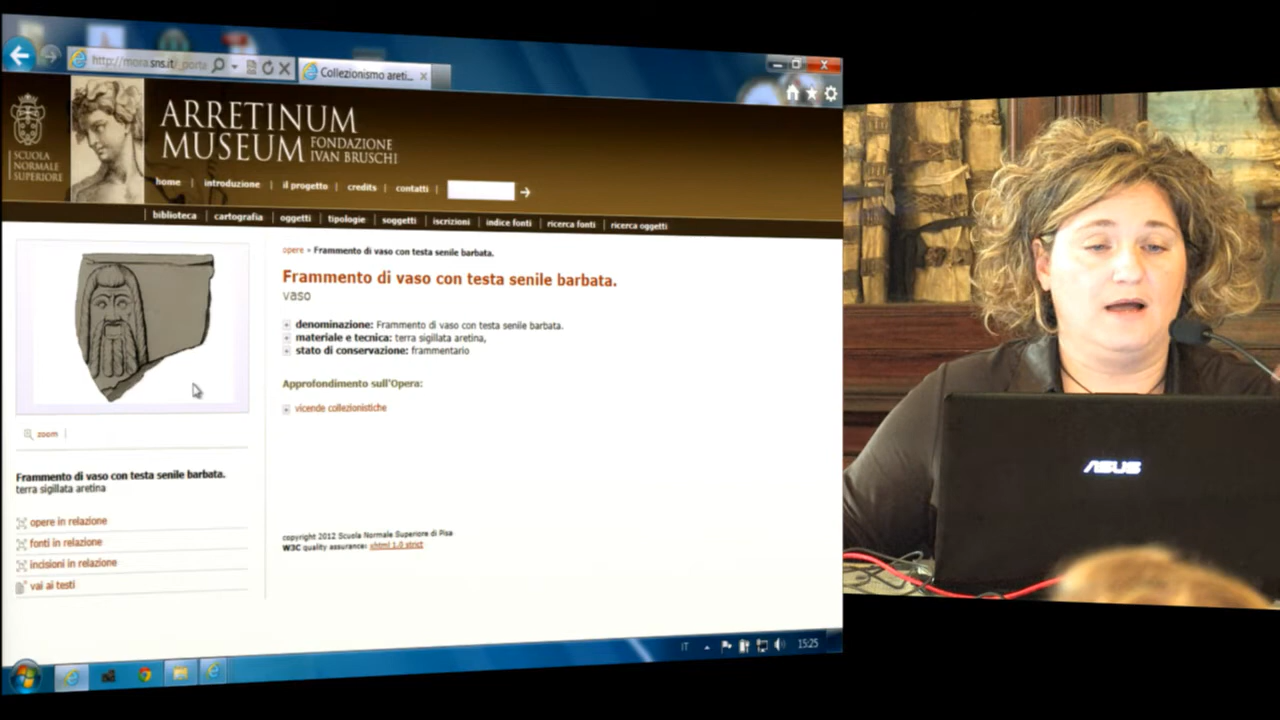 http://mora.sns.it/_porta
Collezionismo areti...
SCUOLA
NORMALE
SUPERIORE
ARRETINUM
MUSEUM
FONDAZIONE
IVAN BRUSCHI
home | introduzione | il progetto | credits | contatti |
| biblioteca | cartografia | oggetti | tipologie | soggetti | iscrizioni | indice fonti | ricerca fonti | ricerca oggetti
opere » Frammento di vaso con testa senile barbata.
Frammento di vaso con testa senile barbata.
vaso
denominazione: Frammento di vaso con testa senile barbata.
materiale e tecnica: terra sigillata aretina,
stato di conservazione: frammentario
Approfondimento sull'Opera:
vicende collezionistiche
zoom |
Frammento di vaso con testa senile barbata.
terra sigillata aretina
opere in relazione
fonti in relazione
incisioni in relazione
vai ai testi
copyright 2012 Scuola Normale Superiore di Pisa
W3C quality assurance: xhtml 1.0 strict
IT
15:25
ASUS